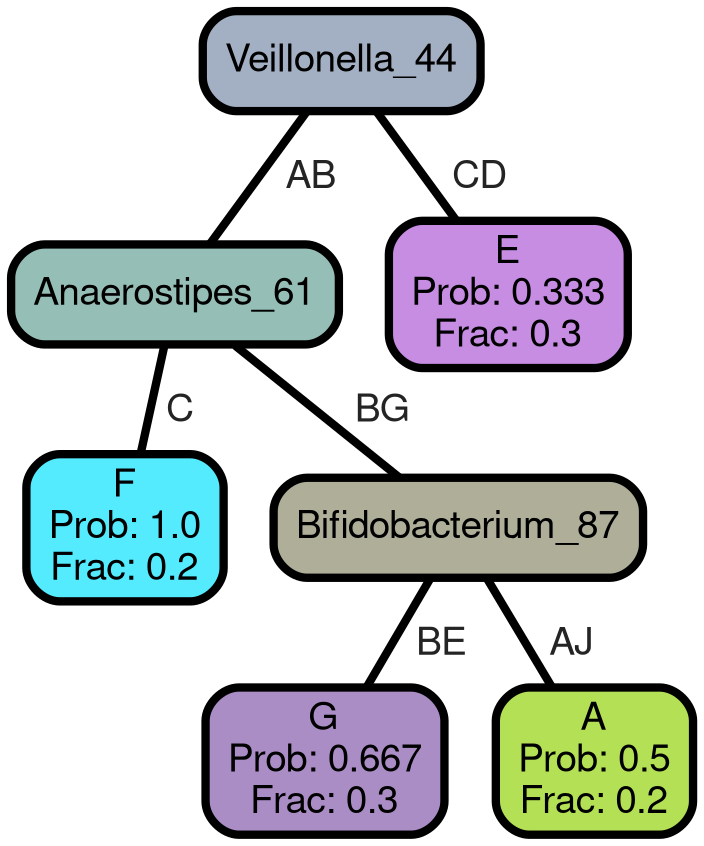 Veillonella_44
AB
CD
Anaerostipes_61
E
Prob: 0.333
Frac: 0.3
C
BG
F
Prob: 1.0
Frac: 0.2
Bifidobacterium_87
BE
AJ
G
Prob: 0.667
Frac: 0.3
A
Prob: 0.5
Frac: 0.2